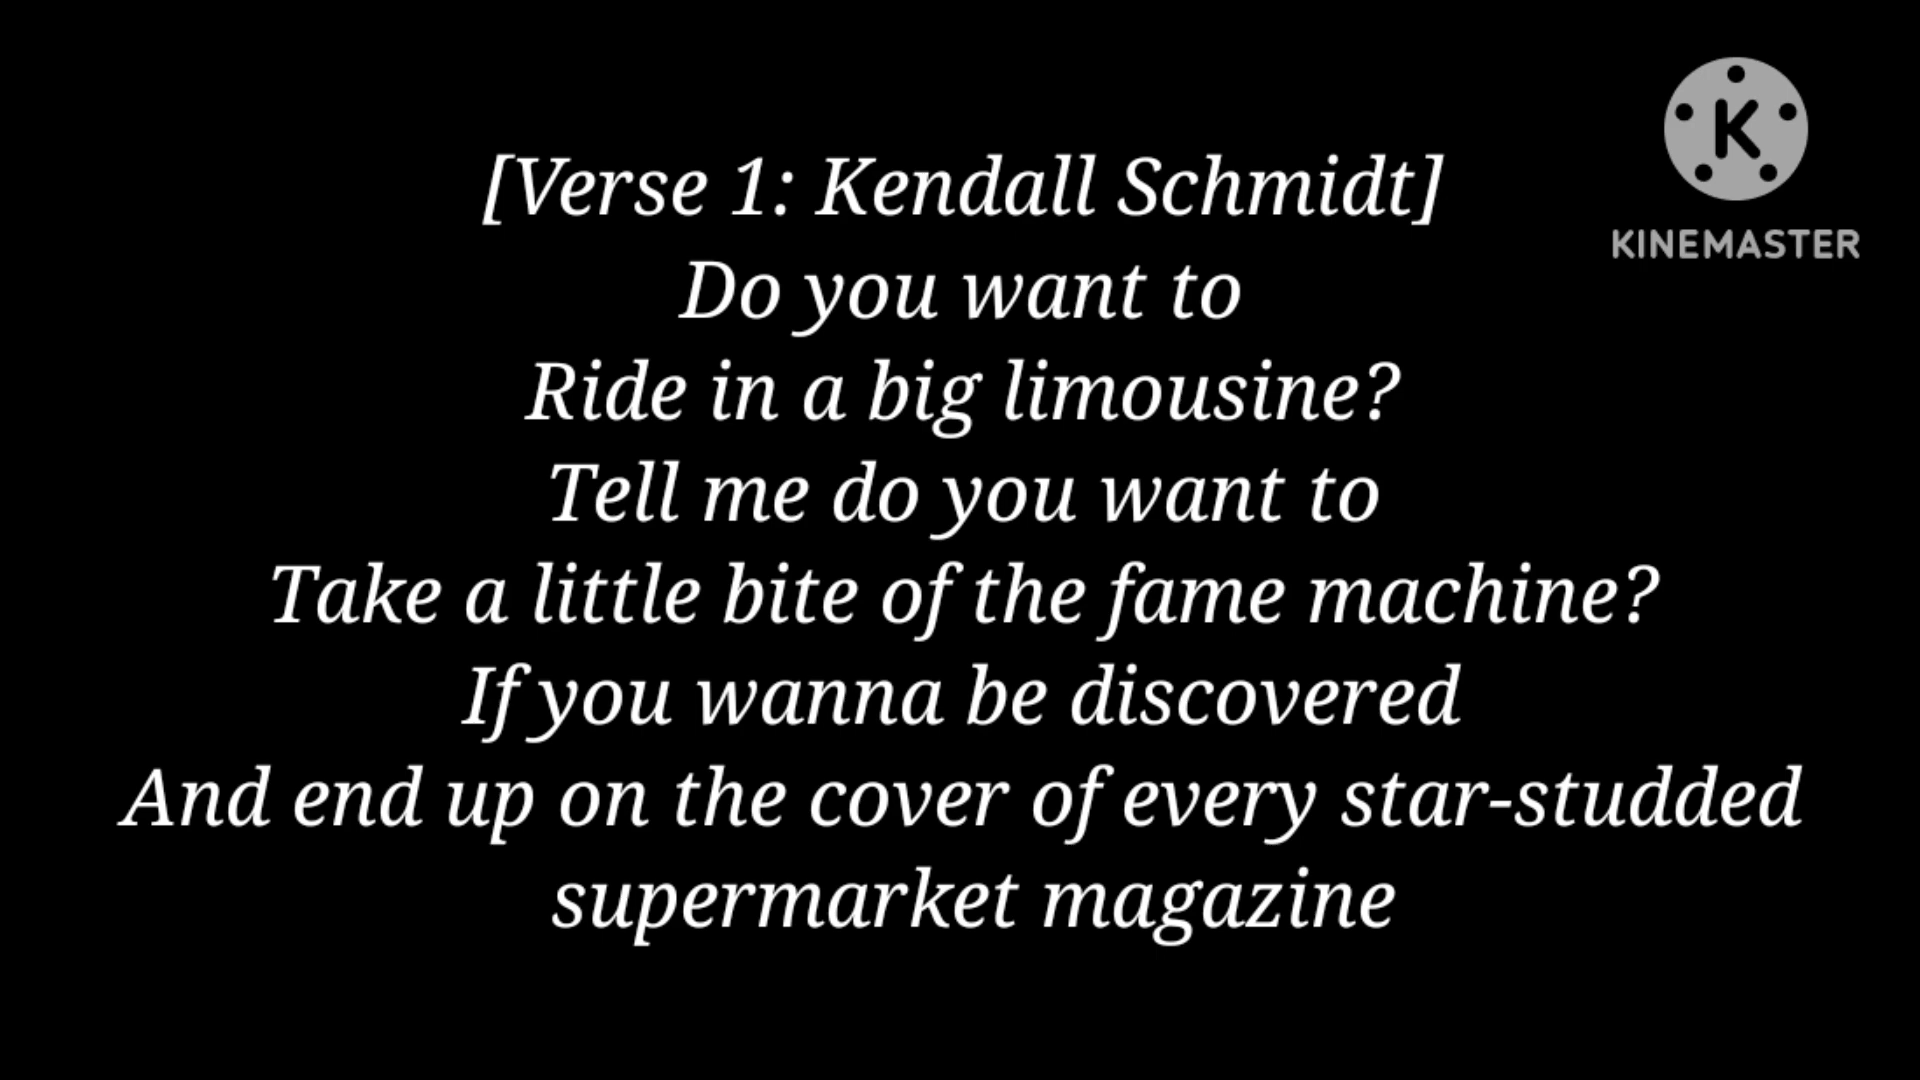 [Verse 1: Kendall Schmidt]
Do you want to
Ride in a big limousine?
Tell me do you want to
Take a little bite of the fame machine?
If you wanna be discovered
And end up on the cover of every star-studded
supermarket magazine
K
KINEMASTER